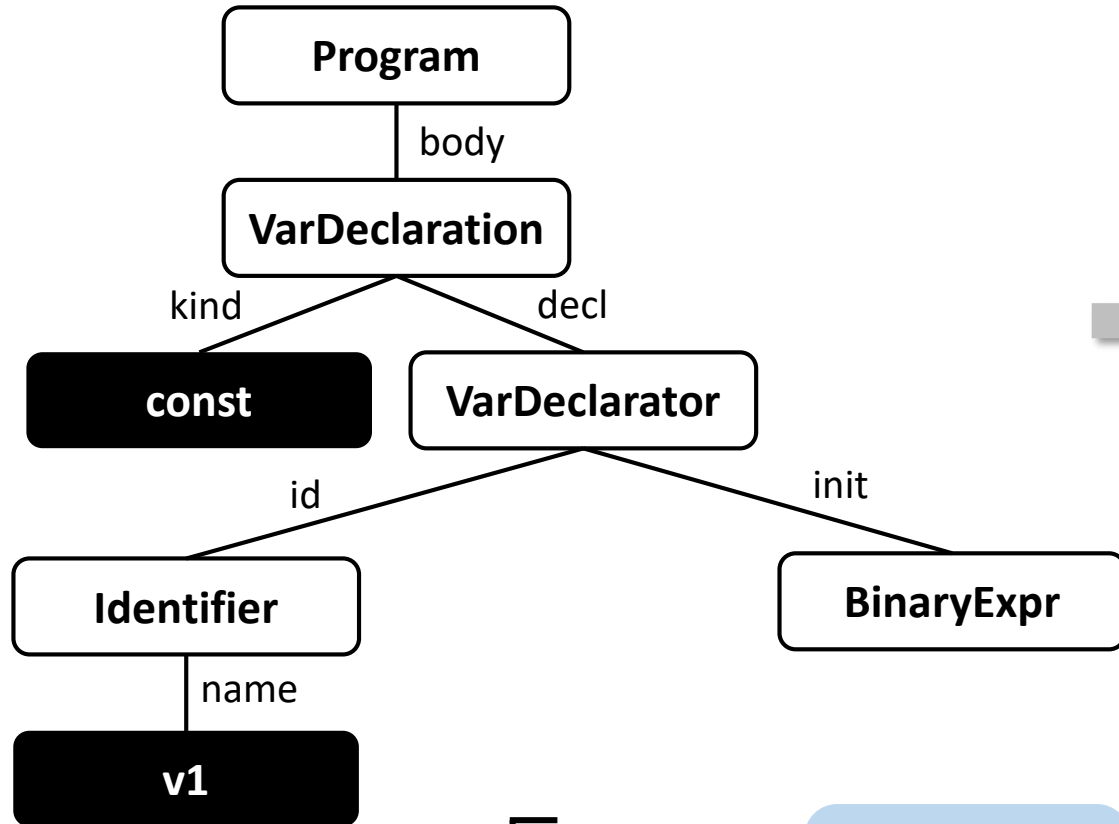 Program
body
VarDeclaration
kind
decl
const
VarDeclarator
id
init
Identifier
BinaryExpr
name
v1